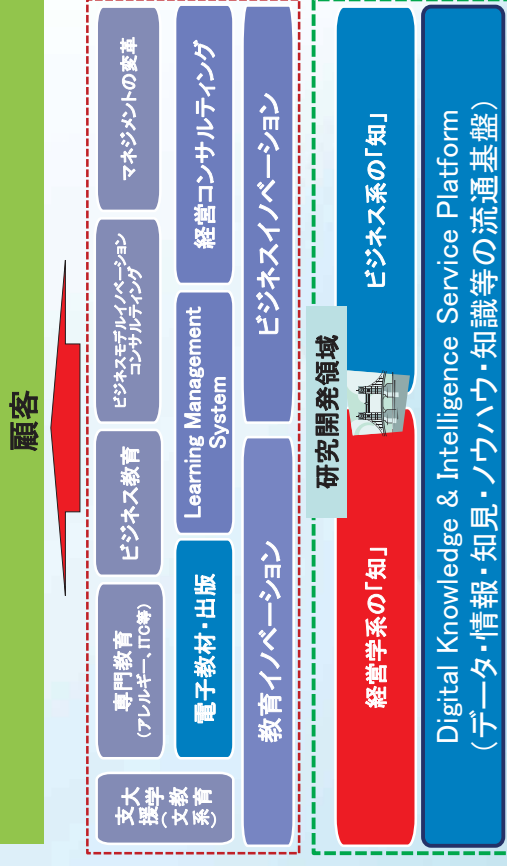 顧客
支援(文系)
大学教育
専門教育
(アレルギー、ITC等)
ビジネス教育
ビジネスモデルイノベーション
コンサルティング
マネジメントの変革
電子教材・出版
Learning Management
System
経営コンサルティング
教育イノベーション
ビジネスイノベーション
研究開発領域
経営学系の「知」
ビジネス系の「知」
Digital Knowledge & Intelligence Service Platform
(データ・情報・知見・ノウハウ・知識等の流通基盤)